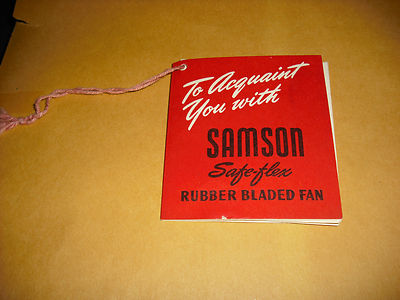 To Acquaint
You with
SAMSON
Safe-flex
RUBBER BLADED FAN